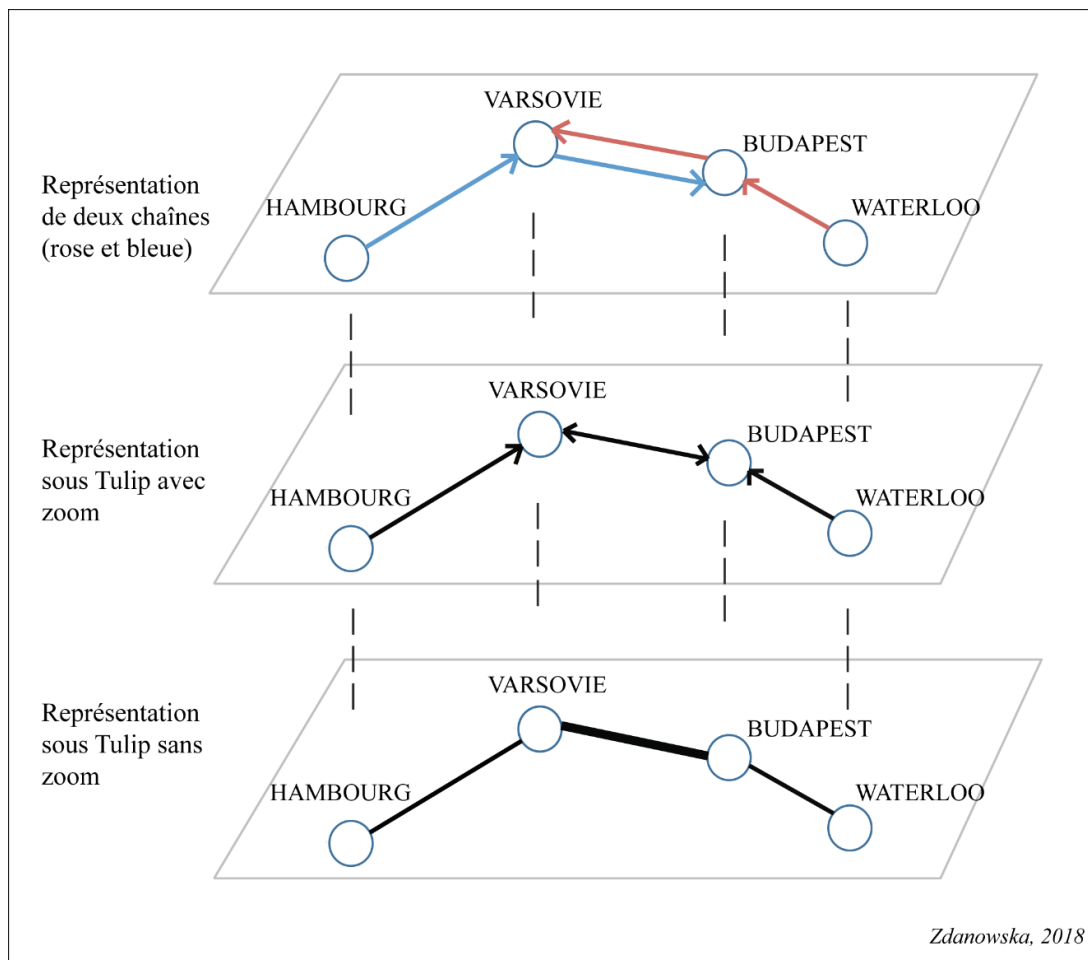 VARSOVIE
BUDAPEST
Représentation
de deux chaînes
(rose et bleue)
HAMBOURG
WATERLOO
VARSOVIE
BUDAPEST
Représentation
sous Tulip avec
zoom
HAMBOURG
WATERLOO
VARSOVIE
BUDAPEST
Représentation
sous Tulip sans
zoom
HAMBOURG
WATERLOO
Zdanowska, 2018